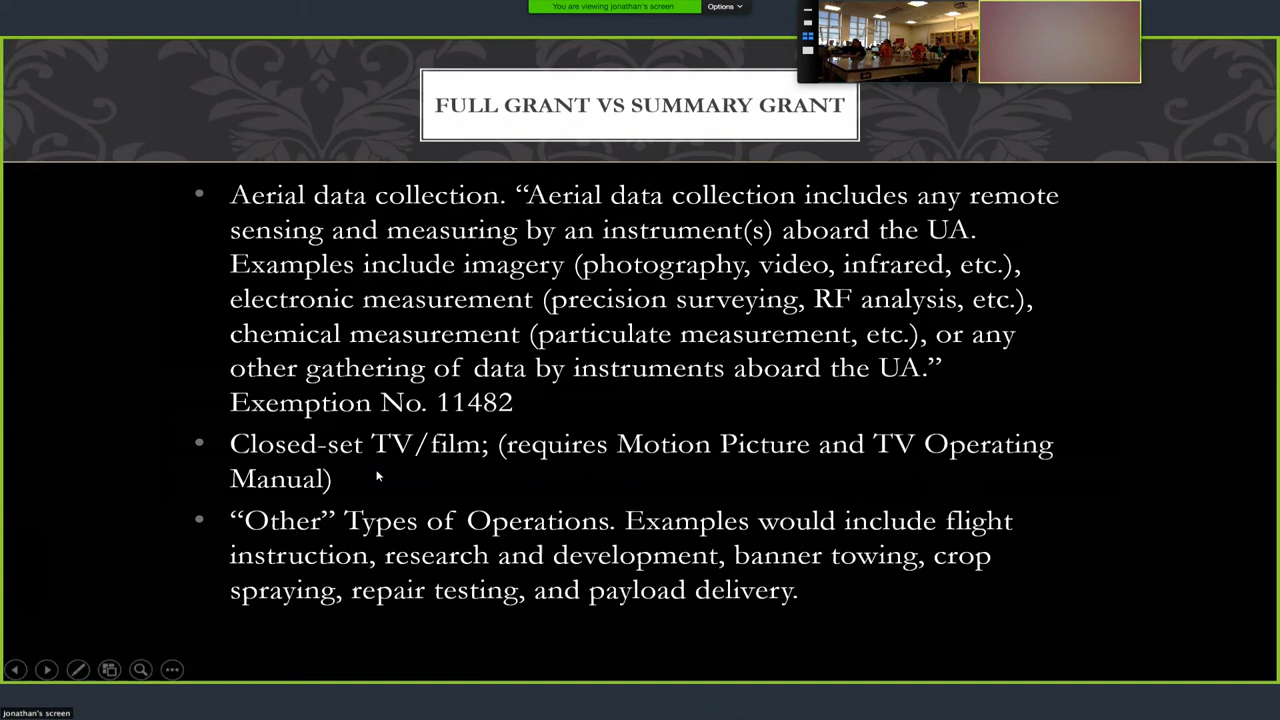 You are viewing jonathan's screen
Options
FULL GRANT VS SUMMARY GRANT
Aerial data collection. “Aerial data collection includes any remote
sensing and measuring by an instrument(s) aboard the UA.
Examples include imagery (photography, video, infrared, etc.),
electronic measurement (precision surveying, RF analysis, etc.),
chemical measurement (particulate measurement, etc.), or any
other gathering of data by instruments aboard the UA.”
Exemption No. 11482
Closed-set TV/film; (requires Motion Picture and TV Operating
Manual)
“Other” Types of Operations. Examples would include flight
instruction, research and development, banner towing, crop
spraying, repair testing, and payload delivery.
jonathan's screen